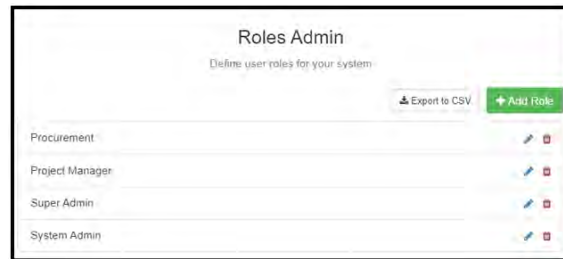 Roles Admin
Define user roles for your system
Export to CSV
+ Add Role
Procurement
Project Manager
Super Admin
System Admin